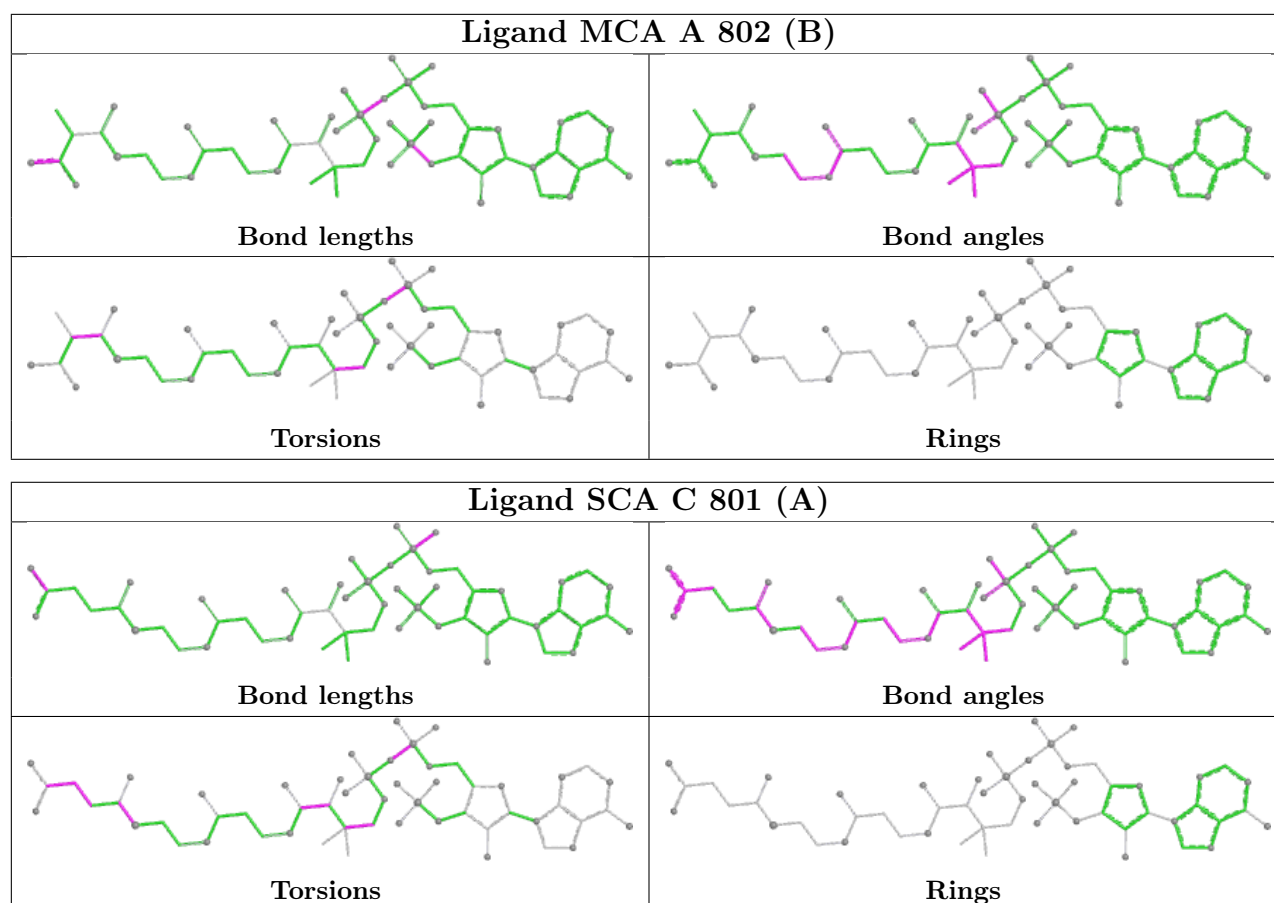 Ligand MCA A 802 (B)
Bond lengths
Bond angles
Torsions
Rings
Ligand SCA C 801 (A)
Bond lengths
Bond angles
Torsions
Rings